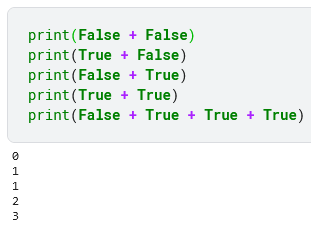 print(False + False)
print(True + False)
print(False + True)
print(True + True)
print(False + True + True + True)
0
1
1
2
3